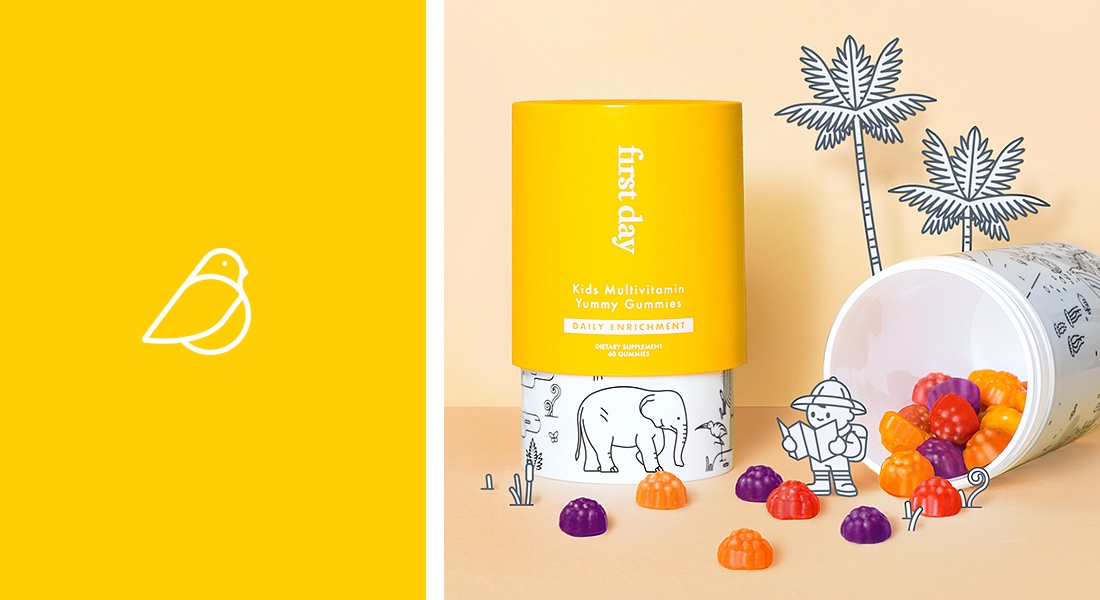 first day
Kids Multivitamin
Yummy Gummies
DAILY ENRICHMENT
DIETARY SUPPLEMENT
60 GUMMIES